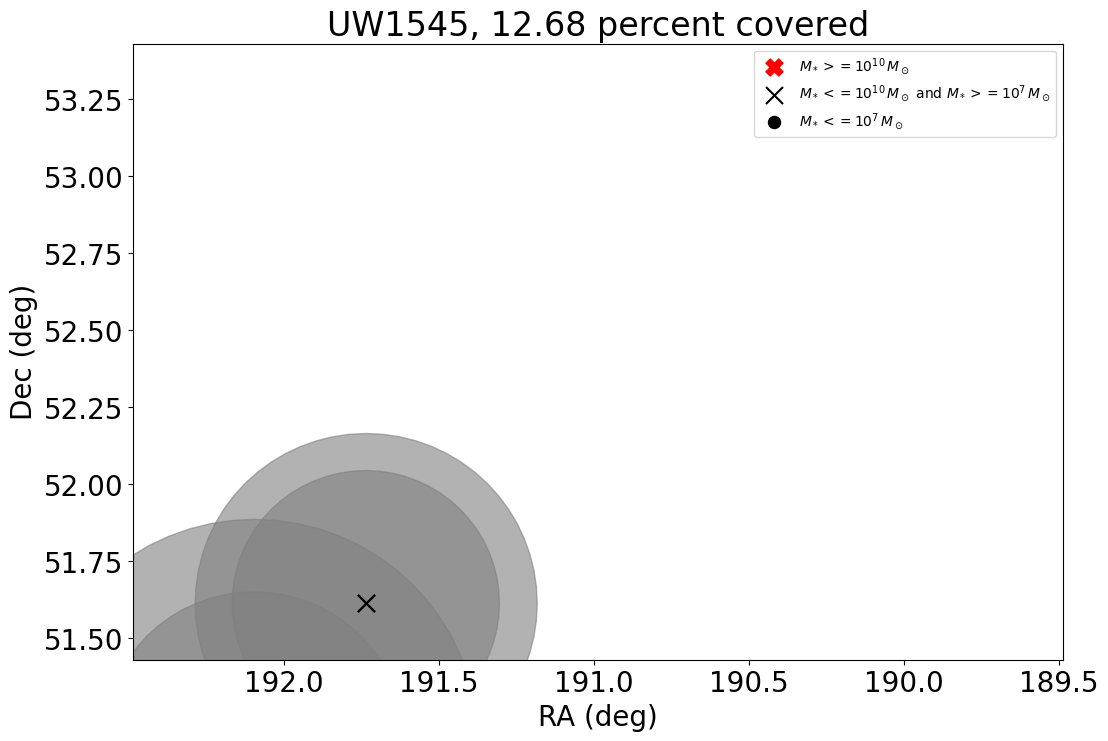 UW1545, 12.68 percent covered
M* >= 10^10 M⊙
M* <= 10^10 M⊙ and M* >= 10^7 M⊙
M* <= 10^7 M⊙
53.25
53.00
52.75
52.50
52.25
52.00
51.75
51.50
Dec (deg)
192.0 191.5 191.0 190.5 190.0 189.5
RA (deg)